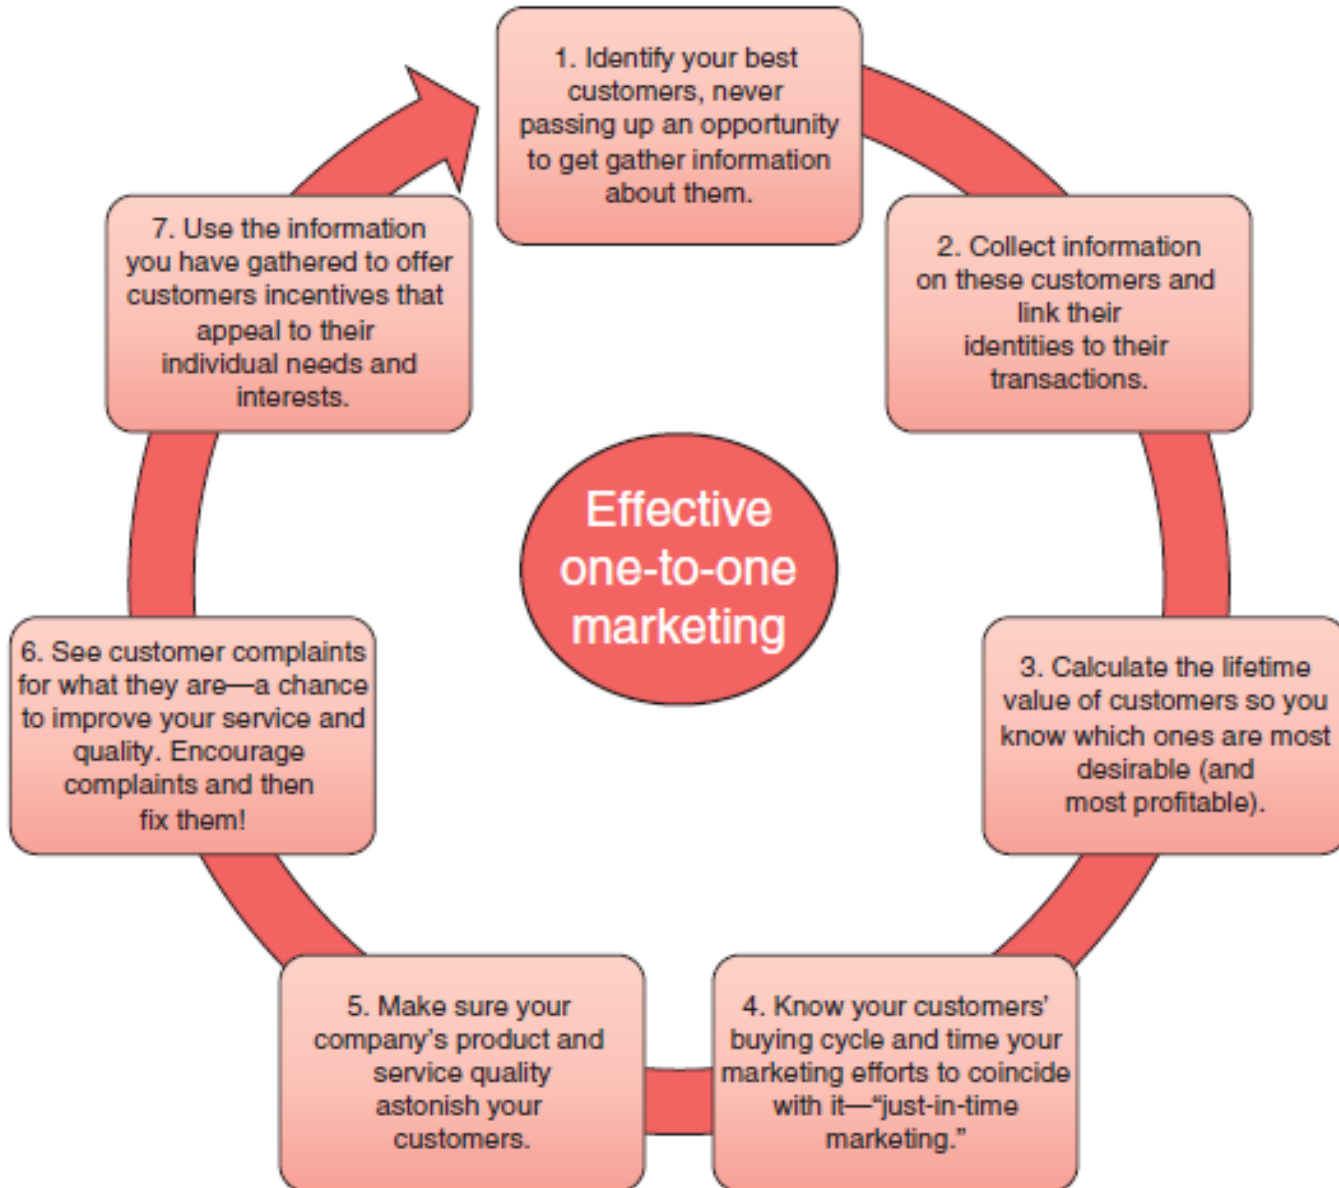 1. Identify your best
customers, never
passing up an opportunity
to get gather information
about them.
2. Collect information
on these customers and
link their
identities to their
transactions.
3. Calculate the lifetime
value of customers so you
know which ones are most
desirable (and
most profitable).
4. Know your customers’
buying cycle and time your
marketing efforts to coincide
with it—“just-in-time
marketing.”
5. Make sure your
company’s product and
service quality
astonish your
customers.
6. See customer complaints
for what they are—a chance
to improve your service and
quality. Encourage
complaints and then
fix them!
7. Use the information
you have gathered to offer
customers incentives that
appeal to their
individual needs and
interests.
Effective
one-to-one
marketing